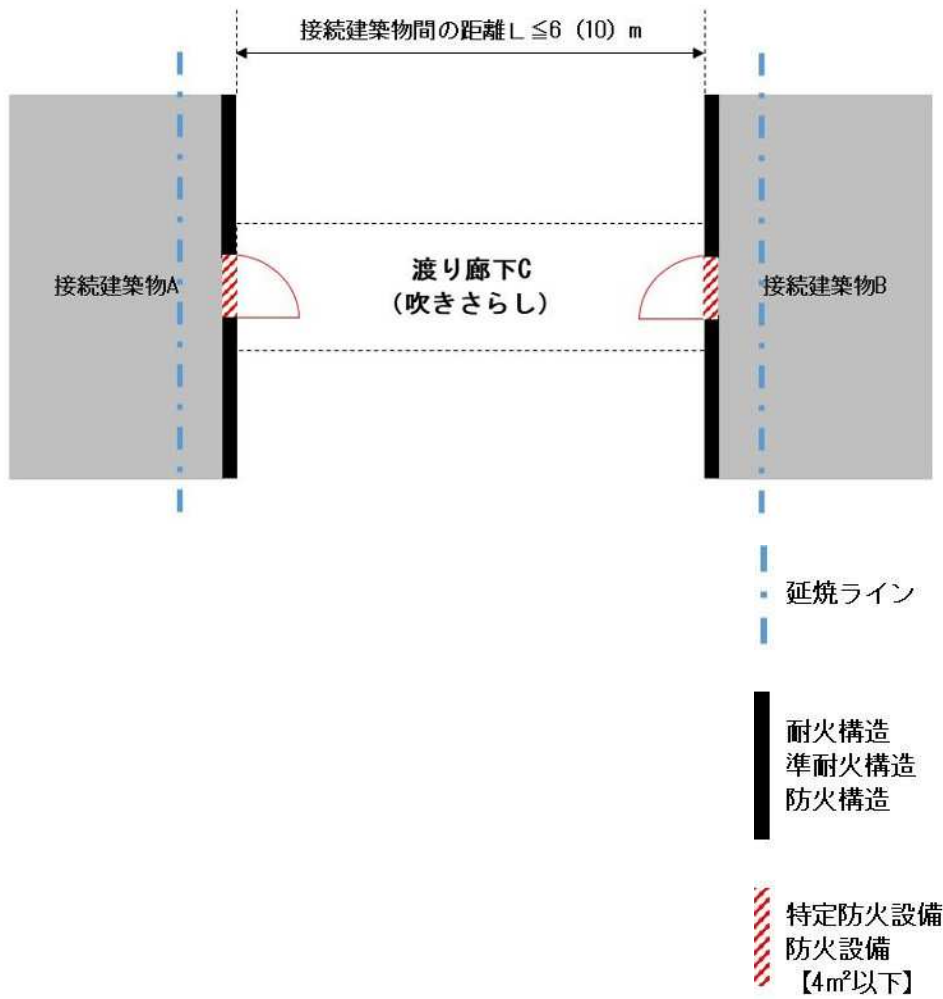 接続建築物間の距離L≦6（10）m
接続建築物A
渡り廊下C
（吹きさらし）
接続建築物B
延焼ライン
耐火構造
準耐火構造
防火構造
特定防火設備
防火設備
【4㎡以下】